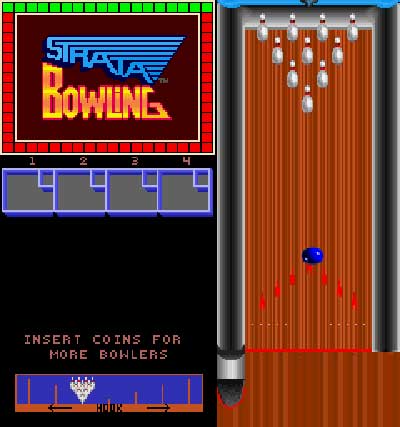 STRATA
TM
BOWLING
1 2 3 4
INSERT COINS FOR
MORE BOWLERS
HOOK